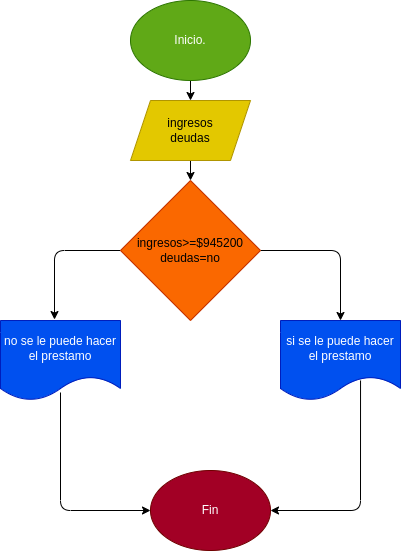 Inicio.
ingresos
deudas
ingresos>=$945200
deudas=no
no se le puede hacer
el prestamo
si se le puede hacer
el prestamo
Fin